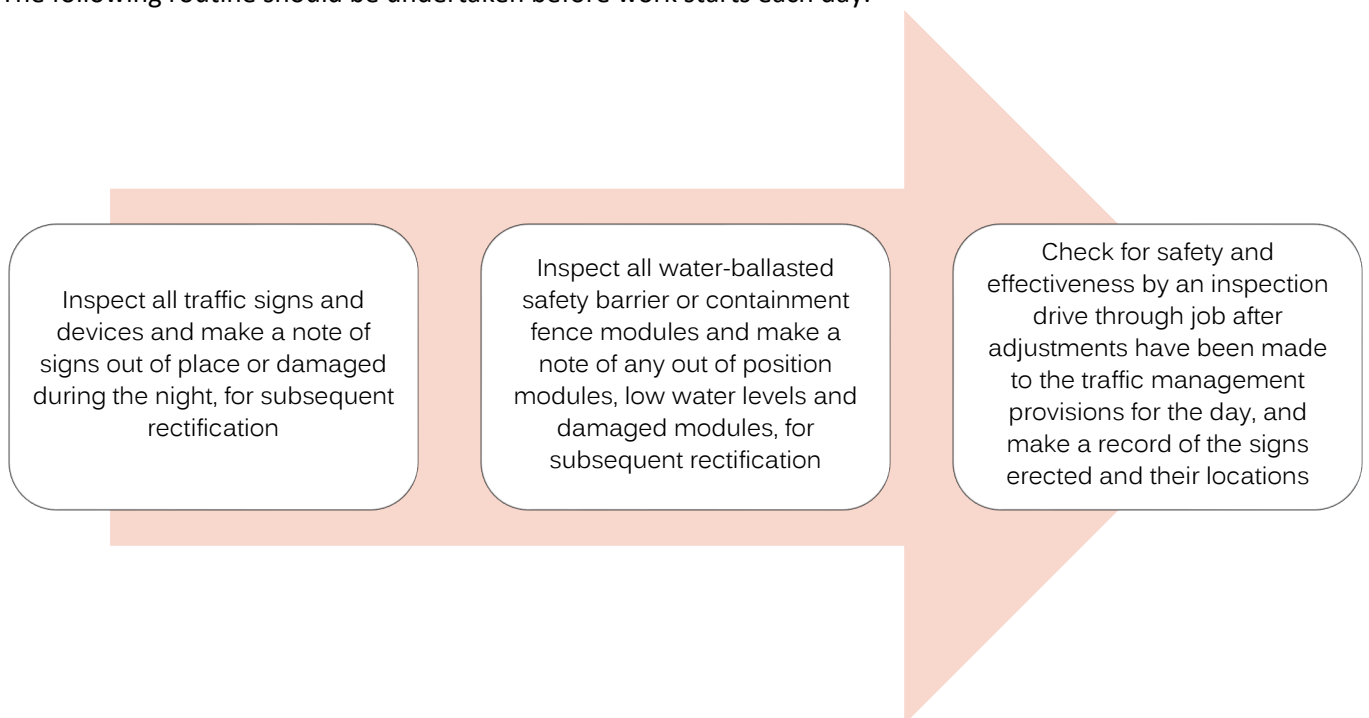 The following routine should be undertaken before work starts each day:
Inspect all traffic signs and
devices and make a note of
signs out of place or damaged
during the night, for subsequent
rectification
Inspect all water-ballasted
safety barrier or containment
fence modules and make a
note of any out of position
modules, low water levels and
damaged modules, for
subsequent rectification
Check for safety and
effectiveness by an inspection
drive through job after
adjustments have been made
to the traffic management
provisions for the day, and
make a record of the signs
erected and their locations